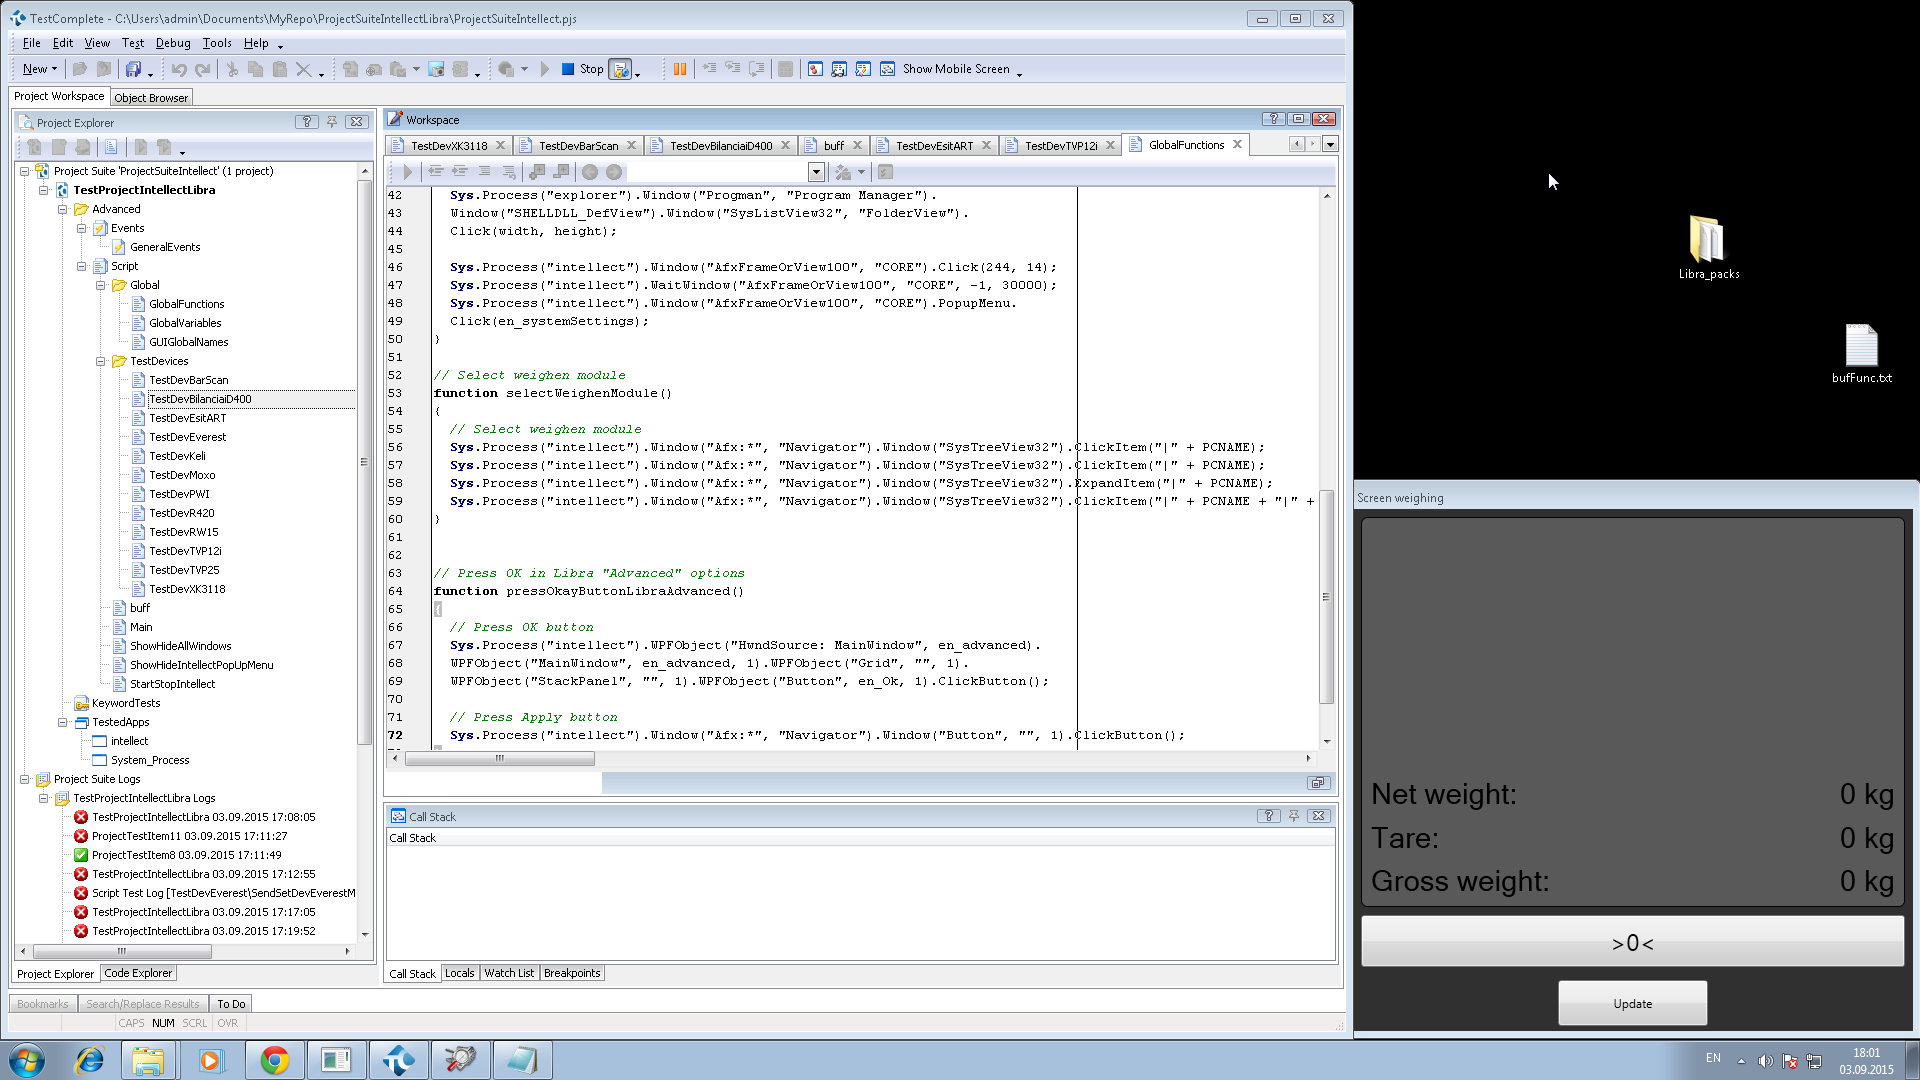 TestComplete - C:\Users\admin\Documents\MyRepo\ProjectSuiteIntellectLibra\ProjectSuiteIntellect.pjs
File Edit View Test Debug Tools Help
New Stop Show Mobile Screen
Project Workspace Object Browser
Project Explorer
Project Suite 'ProjectSuiteIntellect' (1 project)
TestProjectIntellectLibra
Advanced
Events
GeneralEvents
Script
Global
GlobalFunctions
GlobalVariables
GUIGlobalNames
TestDevices
TestDevBarScan
TestDevBilanciaiD400
TestDevEsitART
TestDevEverest
TestDevKeli
TestDevMoxo
TestDevPWI
TestDevR420
TestDevRW15
TestDevTVP12i
TestDevTVP25
TestDevXK3118
buff
Main
ShowHideAllWindows
ShowHideIntellectPopUpMenu
StartStopIntellect
KeywordTests
TestedApps
intellect
System_Process
Project Suite Logs
TestProjectIntellectLibra Logs
TestProjectIntellectLibra 03.09.2015 17:08:05
ProjectTestItem11 03.09.2015 17:11:27
ProjectTestItem8 03.09.2015 17:11:49
TestProjectIntellectLibra 03.09.2015 17:12:55
Script Test Log [TestDevEverest\SendSetDevEverestM
TestProjectIntellectLibra 03.09.2015 17:17:05
TestProjectIntellectLibra 03.09.2015 17:19:52
Project Explorer Code Explorer
Workspace
TestDevXK3118 TestDevBarScan TestDevBilanciaiD400 buff TestDevEsitART TestDevTVP12i GlobalFunctions
42 Sys.Process("explorer").Window("Progman", "Program Manager").
43 Window("SHELLDLL_DefView").Window("SysListView32", "FolderView").
44 Click(width, height);
45
46 Sys.Process("intellect").Window("AfxFrameOrView100", "CORE").Click(244, 14);
47 Sys.Process("intellect").WaitWindow("AfxFrameOrView100", "CORE", -1, 30000);
48 Sys.Process("intellect").Window("AfxFrameOrView100", "CORE").PopupMenu.
49 Click(en_systemSettings);
50 }
51
52 // Select weighen module
53 function selectWeighenModule()
54 {
55 // Select weighen module
56 Sys.Process("intellect").Window("Afx:*", "Navigator").Window("SysTreeView32").ClickItem("|" + PCNAME);
57 Sys.Process("intellect").Window("Afx:*", "Navigator").Window("SysTreeView32").ClickItem("|" + PCNAME);
58 Sys.Process("intellect").Window("Afx:*", "Navigator").Window("SysTreeView32").ExpandItem("|" + PCNAME);
59 Sys.Process("intellect").Window("Afx:*", "Navigator").Window("SysTreeView32").ClickItem("|" + PCNAME + "|" +
60 }
61
62
63 // Press OK in Libra "Advanced" options
64 function pressOkayButtonLibraAdvanced()
65 {
66 // Press OK button
67 Sys.Process("intellect").WPFObject("HwndSource: MainWindow", en_advanced).
68 WPFObject("MainWindow", en_advanced, 1).WPFObject("Grid", "", 1).
69 WPFObject("StackPanel", "", 1).WPFObject("Button", en_Ok, 1).ClickButton();
70
71 // Press Apply button
72 Sys.Process("intellect").Window("Afx:*", "Navigator").Window("Button", "", 1).ClickButton();
Call Stack
Call Stack
Call Stack Locals Watch List Breakpoints
Bookmarks Search/Replace Results To Do
CAPS NUM SCRL OVR
Libra_packs
bufFunc.txt
Screen weighing
Net weight: 0 kg
Tare: 0 kg
Gross weight: 0 kg
>0<
Update
EN 18:01
03.09.2015